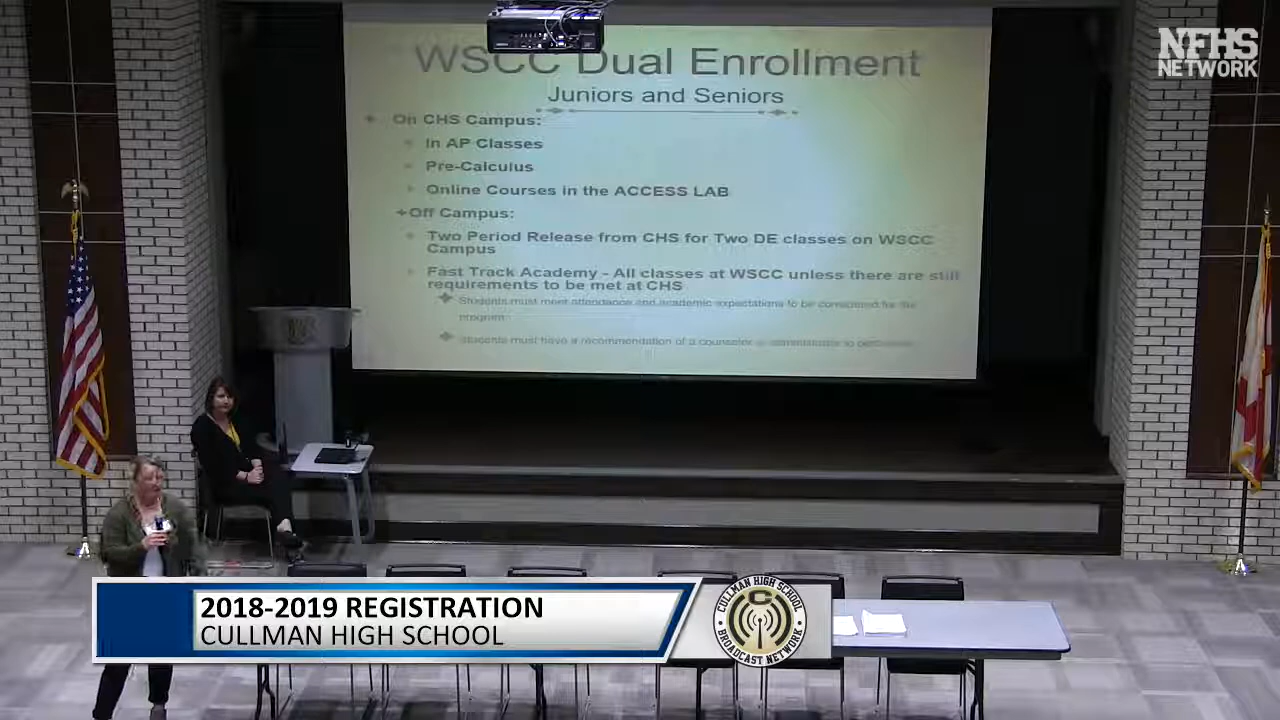 NFHS
NETWORK
WSCC Dual Enrollment
Juniors and Seniors
On CHS Campus:
In AP Classes
Pre-Calculus
Online Courses in the ACCESS LAB
Off Campus:
Two Period Release from CHS for Two DE classes on WSCC
Campus
Fast Track Academy - All classes at WSCC unless there are still
requirements to be met at CHS
Students must meet attendance and academic expectations to be considered for the
program.
Students must have a recommendation of a counselor or administrator to participate.
2018-2019 REGISTRATION
CULLMAN HIGH SCHOOL
CULLMAN HIGH SCHOOL
C
BROADCAST NETWORK